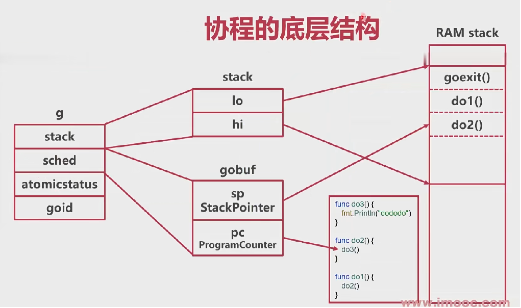 协程的底层结构
RAM stack
stack
lo
hi
g
stack
sched
atomicstatus
goid
gobuf
sp
StackPointer
pc
ProgramCounter
goexit()
do1()
do2()
func do3() {
fmt.Println("cododo")
}
func do2() {
do3()
}
func do1() {
do2()
}
www.imooc.com